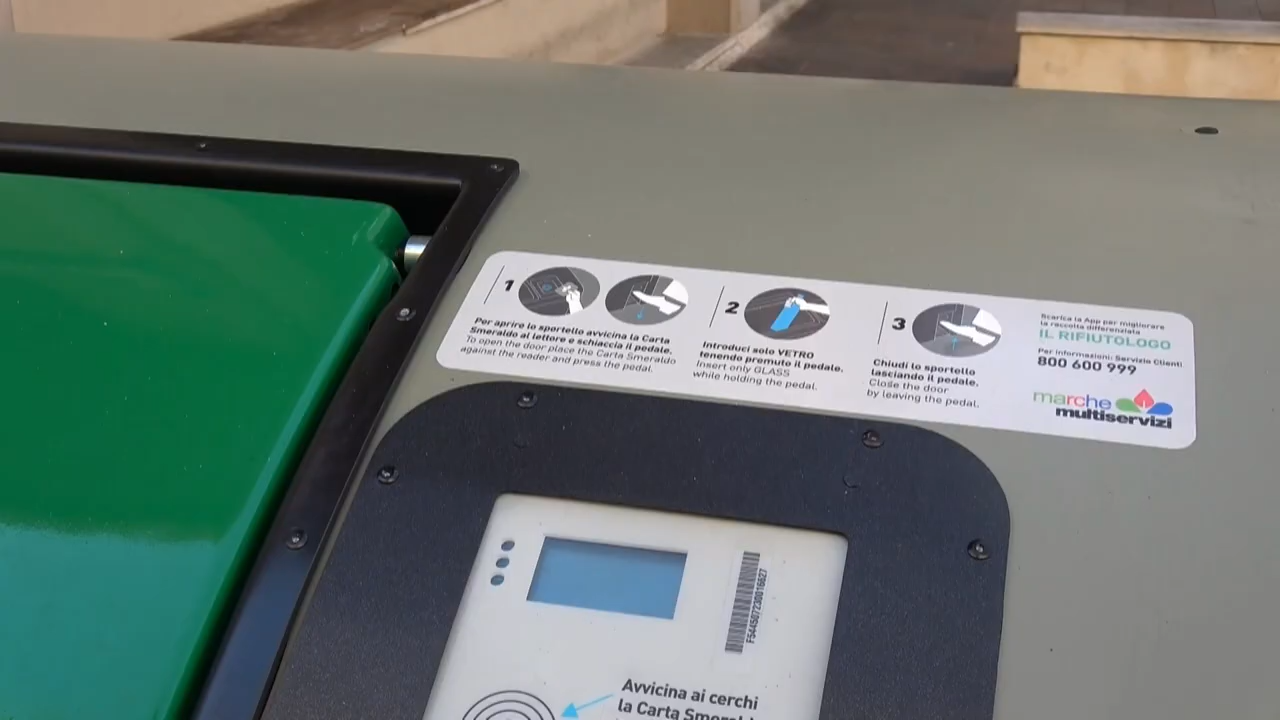 1
Per aprire lo sportello avvicina la Carta
Smeraldo al lettore e schiaccia il pedale.
To open the door place the Carta Smeraldo
against the reader and press the pedal.
2
Introduci solo VETRO
tenendo premuto il pedale.
Insert only GLASS
while holding the pedal.
3
Chiudi lo sportello
lasciando il pedale.
Close the door
by leaving the pedal.
Scarica la App per migliorare
la raccolta differenziata
IL RIFIUTOLOGO
Per informazioni: Servizio Clienti
800 600 999
marche
multiservizi
F544507230016627
Avvicina ai cerchi
la Carta Smeraldo